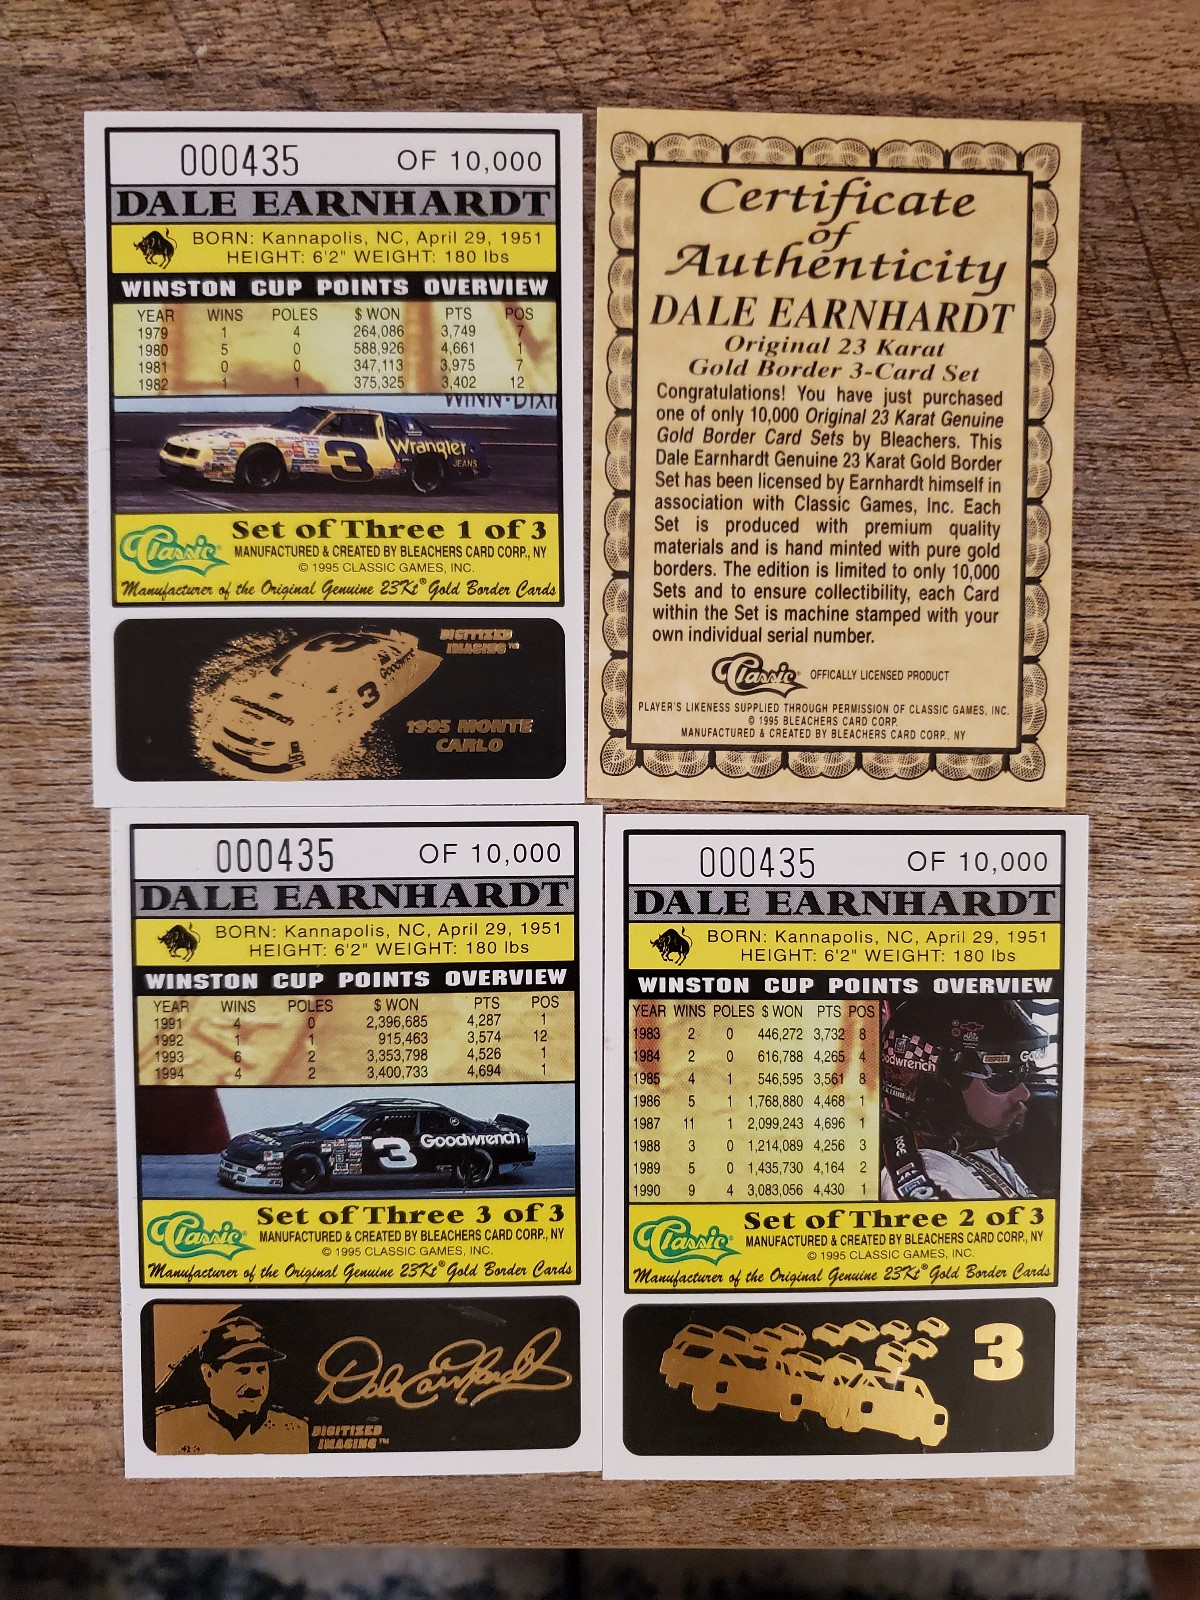 000435 OF 10,000
DALE EARNHARDT
BORN: Kannapolis, NC, April 29, 1951
HEIGHT: 6'2" WEIGHT: 180 lbs
WINSTON CUP POINTS OVERVIEW
YEAR WINS POLES $ WON PTS POS
1979 1 4 264,086 3,749 7
1980 5 0 588,926 4,661 1
1981 0 0 347,113 3,975 7
1982 1 1 375,325 3,402 12
WINN-DIXIE
3 Wrangler
JEANS
Classic Set of Three 1 of 3
MANUFACTURED & CREATED BY BLEACHERS CARD CORP., NY
© 1995 CLASSIC GAMES, INC.
Manufacturer of the Original Genuine 23Kt® Gold Border Cards
DIGITIZED
IMAGING™
3 Goodwrench
Goodwrench
1995 MONTE
CARLO
Certificate
of
Authenticity
DALE EARNHARDT
Original 23 Karat
Gold Border 3-Card Set
Congratulations! You have just purchased
one of only 10,000 Original 23 Karat Genuine
Gold Border Card Sets by Bleachers. This
Dale Earnhardt Genuine 23 Karat Gold Border
Set has been licensed by Earnhardt himself in
association with Classic Games, Inc. Each
Set is produced with premium quality
materials and is hand minted with pure gold
borders. The edition is limited to only 10,000
Sets and to ensure collectibility, each Card
within the Set is machine stamped with your
own individual serial number.
Classic® OFFICIALLY LICENSED PRODUCT
PLAYER'S LIKENESS SUPPLIED THROUGH PERMISSION OF CLASSIC GAMES, INC.
© 1995 BLEACHERS CARD CORP.
MANUFACTURED & CREATED BY BLEACHERS CARD CORP., NY
000435 OF 10,000
DALE EARNHARDT
BORN: Kannapolis, NC, April 29, 1951
HEIGHT: 6'2" WEIGHT: 180 lbs
WINSTON CUP POINTS OVERVIEW
YEAR WINS POLES $ WON PTS POS
1991 4 0 2,396,685 4,287 1
1992 1 1 915,463 3,574 12
1993 6 2 3,353,798 4,526 1
1994 4 2 3,400,733 4,694 1
3 Goodwrench
Classic Set of Three 3 of 3
MANUFACTURED & CREATED BY BLEACHERS CARD CORP., NY
© 1995 CLASSIC GAMES, INC.
Manufacturer of the Original Genuine 23Kt® Gold Border Cards
Dale Earnhardt
DIGITIZED
IMAGING™
000435 OF 10,000
DALE EARNHARDT
BORN: Kannapolis, NC, April 29, 1951
HEIGHT: 6'2" WEIGHT: 180 lbs
WINSTON CUP POINTS OVERVIEW
YEAR WINS POLES $ WON PTS POS
1983 2 0 446,272 3,732 8
1984 2 0 616,788 4,265 4
1985 4 1 546,595 3,561 8
1986 5 1 1,768,880 4,468 1
1987 11 1 2,099,243 4,696 1
1988 3 0 1,214,089 4,256 3
1989 5 0 1,435,730 4,164 2
1990 9 4 3,083,056 4,430 1
Classic Set of Three 2 of 3
MANUFACTURED & CREATED BY BLEACHERS CARD CORP., NY
© 1995 CLASSIC GAMES, INC.
Manufacturer of the Original Genuine 23Kt® Gold Border Cards
3